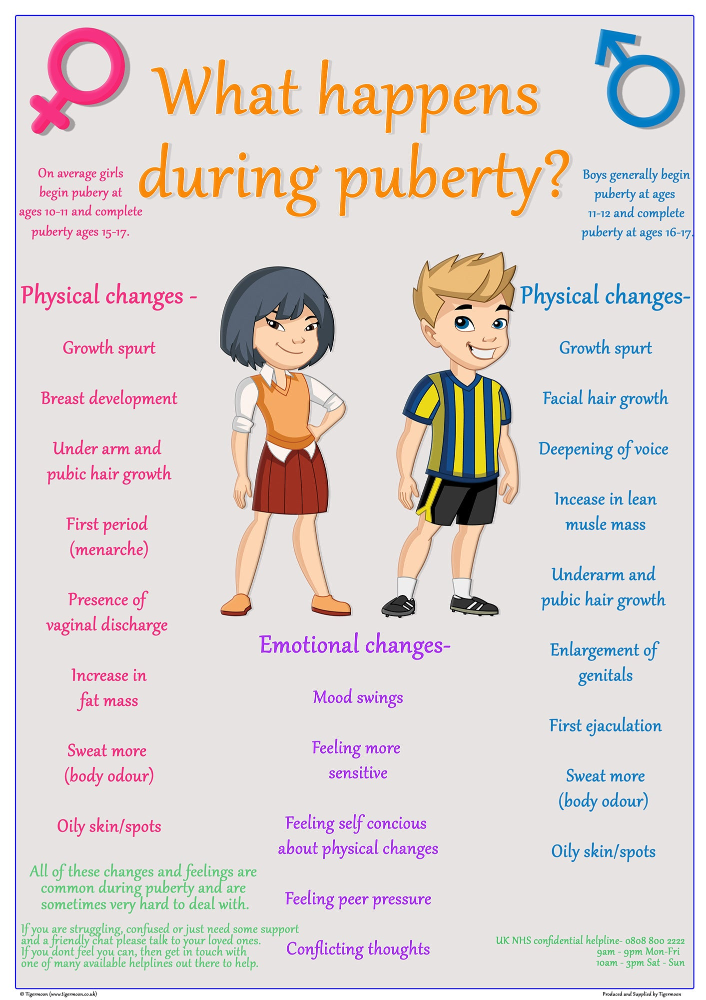 What happens
during puberty?
On average girls
begin pubery at
ages 10-11 and complete
puberty ages 15-17.
Boys generally begin
puberty at ages
11-12 and complete
puberty at ages 16-17.
Physical changes -
Growth spurt
Breast development
Under arm and
pubic hair growth
First period
(menarche)
Presence of
vaginal discharge
Increase in
fat mass
Sweat more
(body odour)
Oily skin/spots
Physical changes-
Growth spurt
Facial hair growth
Deepening of voice
Incease in lean
musle mass
Underarm and
pubic hair growth
Enlargement of
genitals
First ejaculation
Sweat more
(body odour)
Oily skin/spots
Emotional changes-
Mood swings
Feeling more
sensitive
Feeling self concious
about physical changes
Feeling peer pressure
Conflicting thoughts
All of these changes and feelings are
common during puberty and are
sometimes very hard to deal with.
If you are struggling, confused or just need some support
and a friendly chat please talk to your loved ones.
If you dont feel you can, then get in touch with
one of many available helplines out there to help.
UK NHS confidential helpline- 0808 800 2222
9am - 9pm Mon-Fri
10am - 3pm Sat - Sun
© Tigermoon (www.tigermoon.co.uk)
Produced and Supplied by Tigermoon